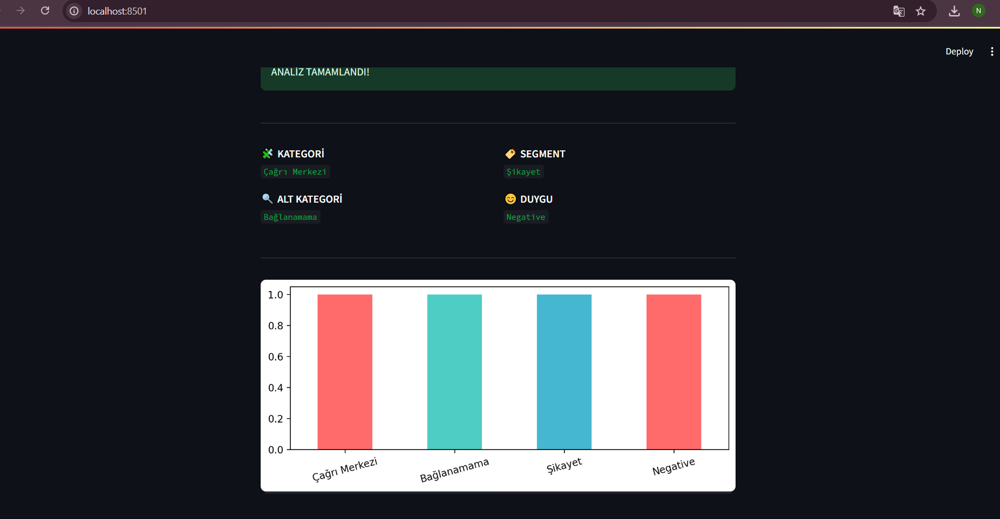 localhost:8501
N
Deploy
ANALİZ TAMAMLANDI!
KATEGORİ
Çağrı Merkezi
SEGMENT
Şikayet
ALT KATEGORİ
Bağlanamama
DUYGU
Negative
1.0
0.8
0.6
0.4
0.2
0.0
Çağrı Merkezi
Bağlanamama
Şikayet
Negative